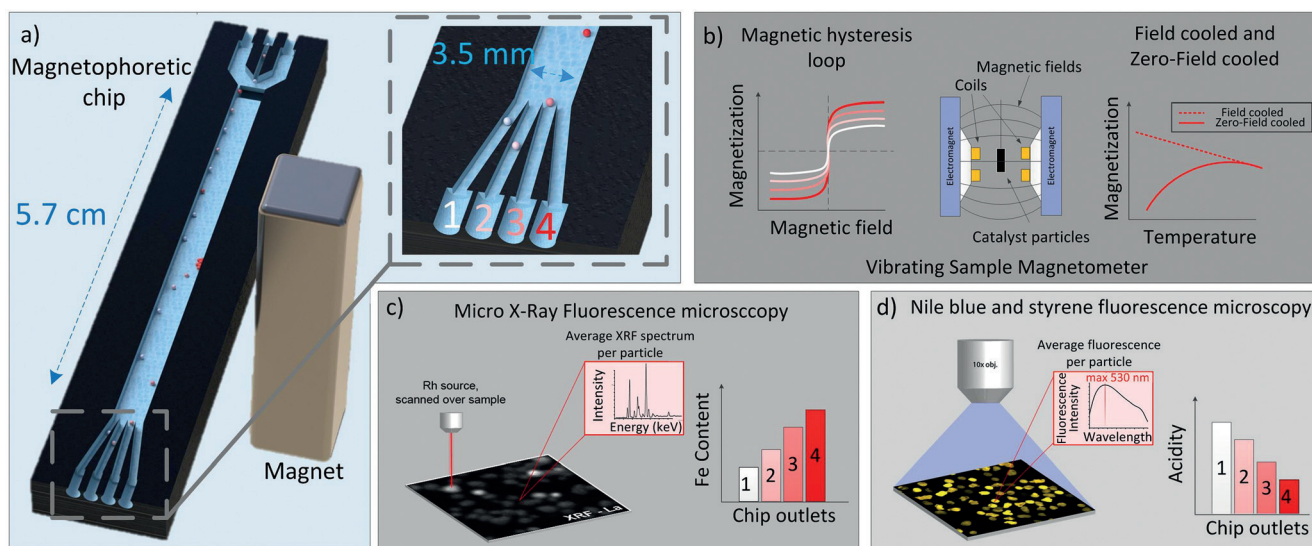 a)
Magnetophoretic
chip
5.7 cm
3.5 mm
1 2 3 4
Magnet
b)
Magnetic hysteresis
loop
Magnetization
Magnetic field
Magnetic fields
Coils
Electromagnet
Electromagnet
Catalyst particles
Vibrating Sample Magnetometer
Field cooled and
Zero-Field cooled
Field cooled
Zero-Field cooled
Magnetization
Temperature
c)
Micro X-Ray Fluorescence microsccopy
Average XRF spectrum
per particle
Rh source,
scanned over sample
Intensity
Energy (keV)
XRF - La
Fe Content
1 2 3 4
Chip outlets
d)
Nile blue and styrene fluorescence microscopy
10x obj.
Average fluorescence
per particle
max 530 nm
Fluorescence
Intensity
Wavelength
Acidity
1 2 3 4
Chip outlets